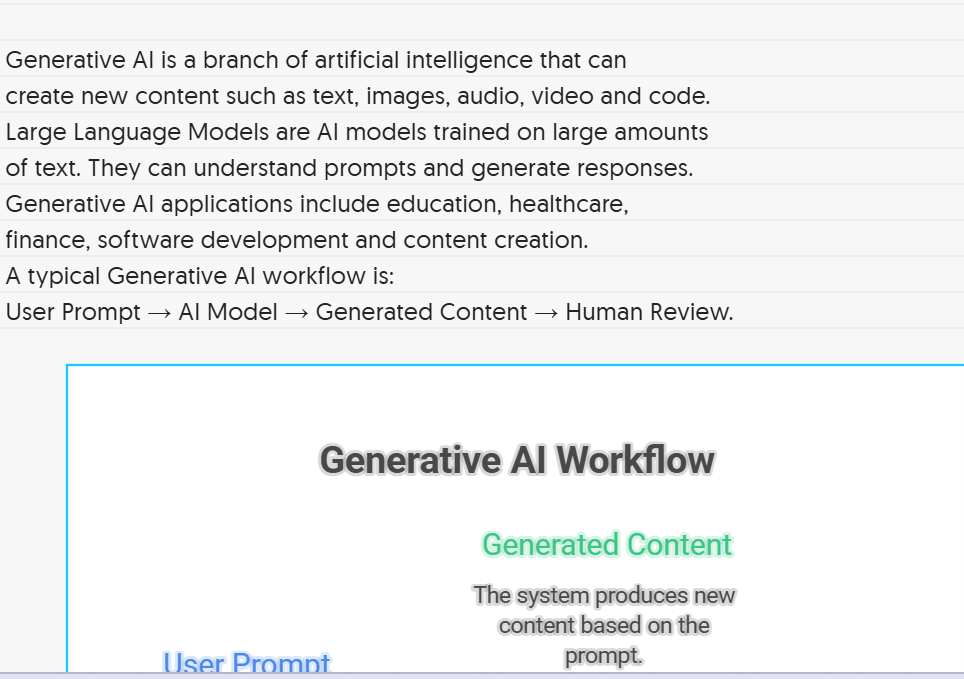 Generative AI is a branch of artificial intelligence that can
create new content such as text, images, audio, video and code.
Large Language Models are AI models trained on large amounts
of text. They can understand prompts and generate responses.
Generative AI applications include education, healthcare,
finance, software development and content creation.
A typical Generative AI workflow is:
User Prompt → AI Model → Generated Content → Human Review.
Generative AI Workflow
Generated Content
The system produces new
content based on the
prompt.
User Prompt